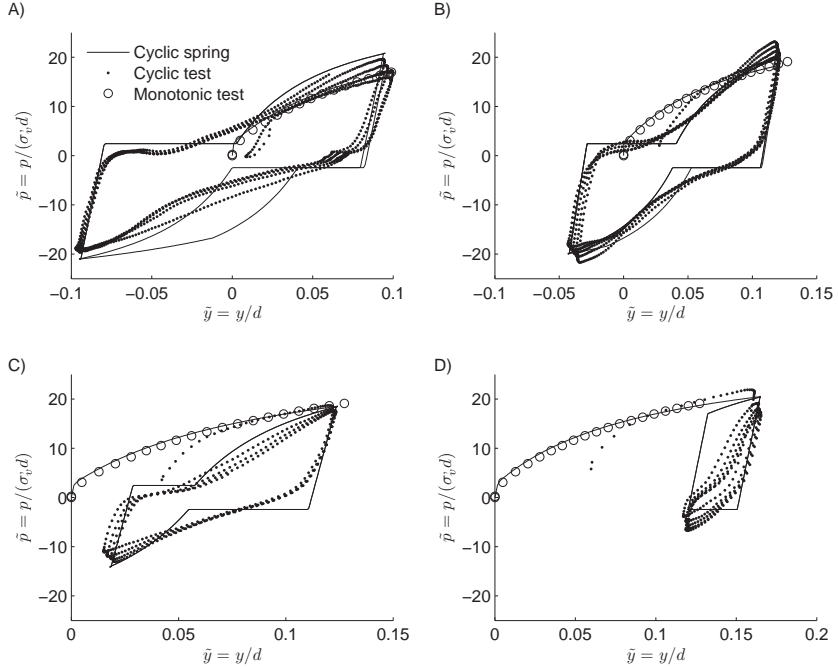 A)
20
10
0
−10
−20
p̃ = p/(σ'ᵥd)
Cyclic spring
Cyclic test
Monotonic test
−0.1
−0.05
0
0.05
0.1
ỹ = y/d
B)
20
10
0
−10
−20
p̃ = p/(σ'ᵥd)
−0.1
−0.05
0
0.05
0.1
0.15
ỹ = y/d
C)
20
10
0
−10
−20
p̃ = p/(σ'ᵥd)
0
0.05
0.1
0.15
ỹ = y/d
D)
20
10
0
−10
−20
p̃ = p/(σ'ᵥd)
0
0.05
0.1
0.15
0.2
ỹ = y/d